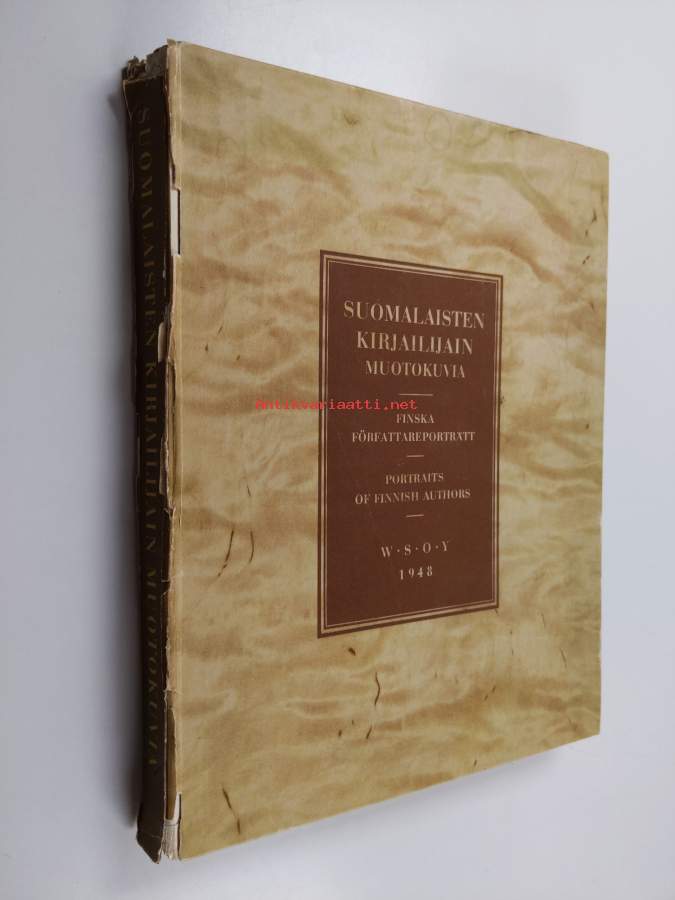 SUOMALAISTEN KIRJAILIJAIN MUOTOKUVIA
SUOMALAISTEN
KIRJAILIJAIN
MUOTOKUVIA
antikvariaatti.net
FINSKA
FÖRFATTAREPORTRÄTT
PORTRAITS
OF FINNISH AUTHORS
W·S·O·Y
1948